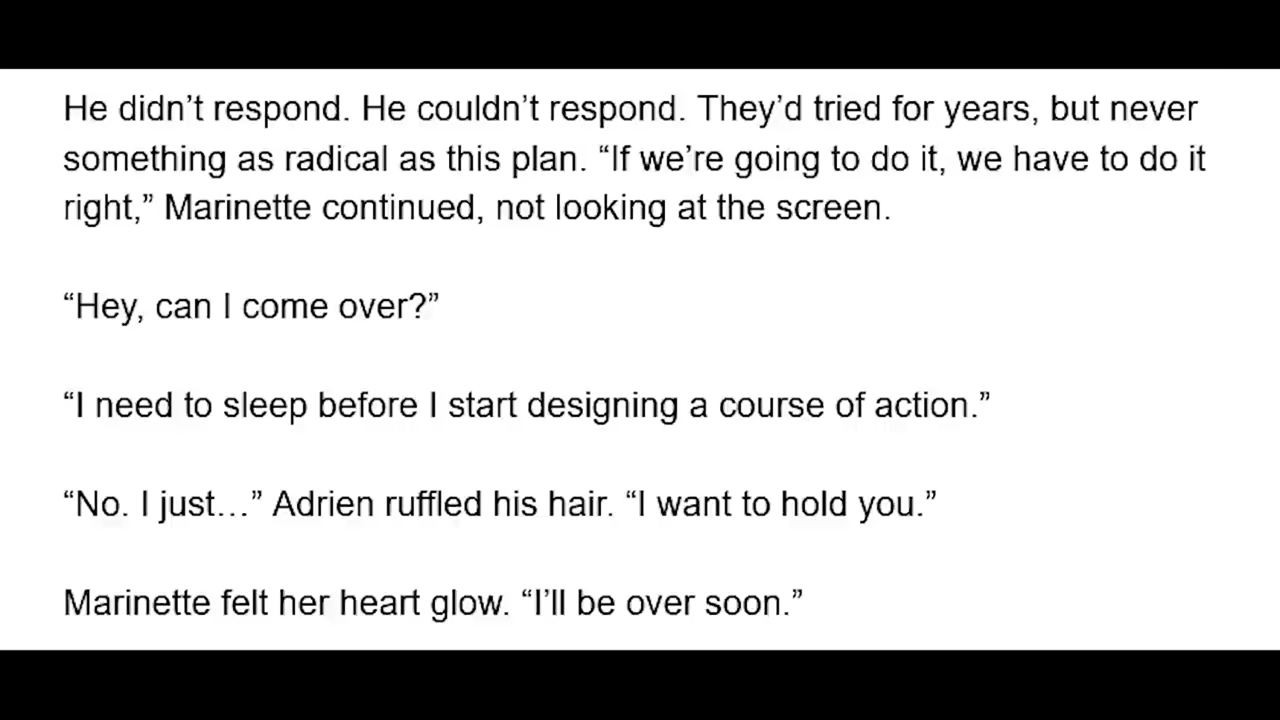 He didn’t respond. He couldn’t respond. They’d tried for years, but never
something as radical as this plan. “If we’re going to do it, we have to do it
right,” Marinette continued, not looking at the screen.
“Hey, can I come over?”
“I need to sleep before I start designing a course of action.”
“No. I just…” Adrien ruffled his hair. “I want to hold you.”
Marinette felt her heart glow. “I’ll be over soon.”